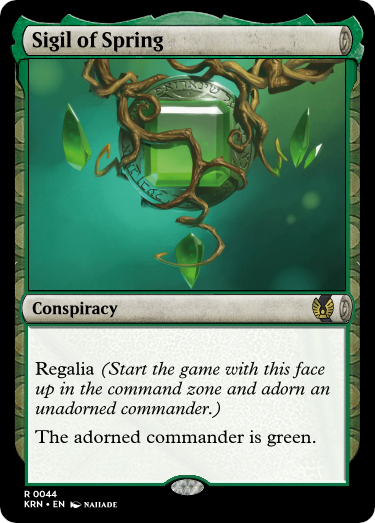 Sigil of Spring
Conspiracy
Regalia (Start the game with this face
up in the command zone and adorn an
unadorned commander.)
The adorned commander is green.
R 0044
KRN • EN NAIIADE